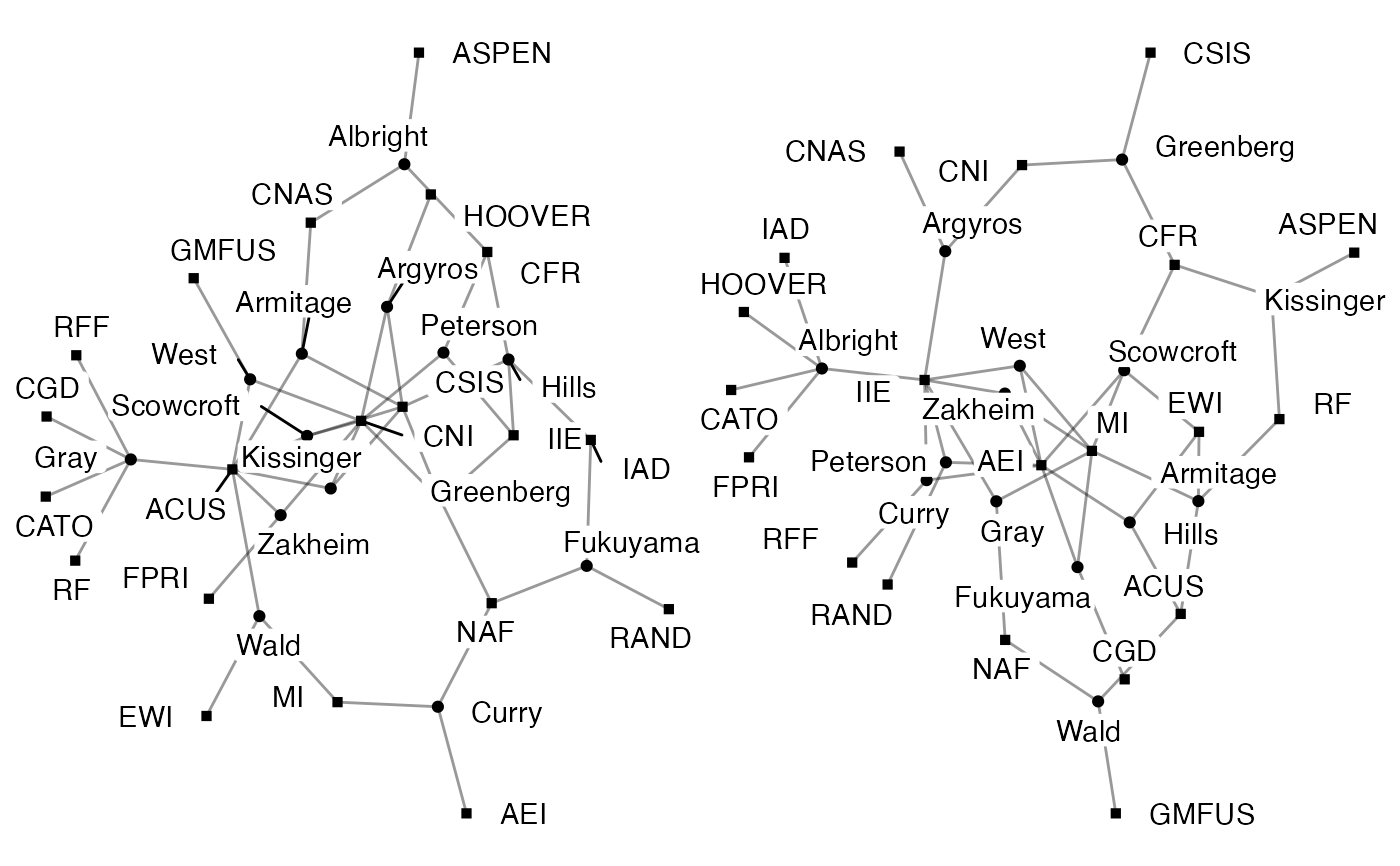 ASPEN
Albright
CNAS
HOOVER
GMFUS
Argyros
CFR
Armitage
RFF
Peterson
West
CGD
CSIS
Hills
Scowcroft
CNI
IIE
Gray
Kissinger
IAD
ACUS
Greenberg
CATO
Zakheim
Fukuyama
RF
FPRI
NAF
RAND
Wald
MI
EWI
Curry
AEI
CSIS
CNAS
CNI
Greenberg
IAD
Argyros
CFR
ASPEN
HOOVER
Kissinger
Albright
West
Scowcroft
IIE
Zakheim
EWI
RF
CATO
MI
Peterson
AEI
Armitage
FPRI
Curry
Gray
Hills
RFF
ACUS
RAND
Fukuyama
NAF
CGD
Wald
GMFUS